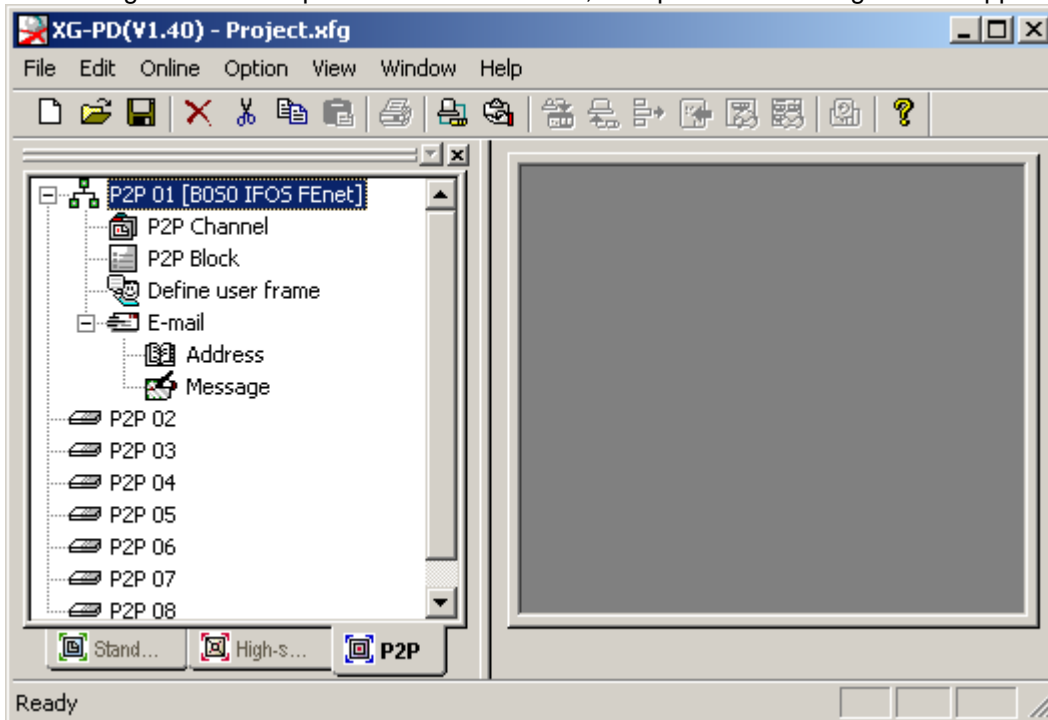 XG-PD(V1.40) - Project.xfg
File Edit Online Option View Window Help
P2P 01 [B0S0 IFOS FEnet]
P2P Channel
P2P Block
Define user frame
E-mail
Address
Message
P2P 02
P2P 03
P2P 04
P2P 05
P2P 06
P2P 07
P2P 08
Stand... High-s... P2P
Ready